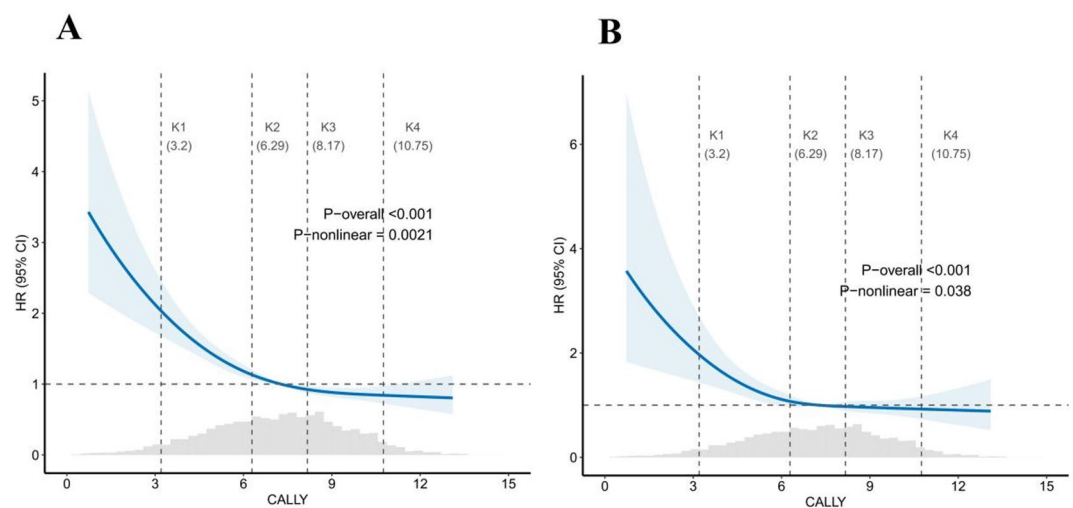 A
HR (95% CI)
5
4
3
2
1
0
K1
(3.2)
K2
(6.29)
K3
(8.17)
K4
(10.75)
P-overall <0.001
P-nonlinear = 0.0021
0 3 6 9 12 15
CALLY
B
HR (95% CI)
6
4
2
0
K1
(3.2)
K2
(6.29)
K3
(8.17)
K4
(10.75)
P-overall <0.001
P-nonlinear = 0.038
0 3 6 9 12 15
CALLY